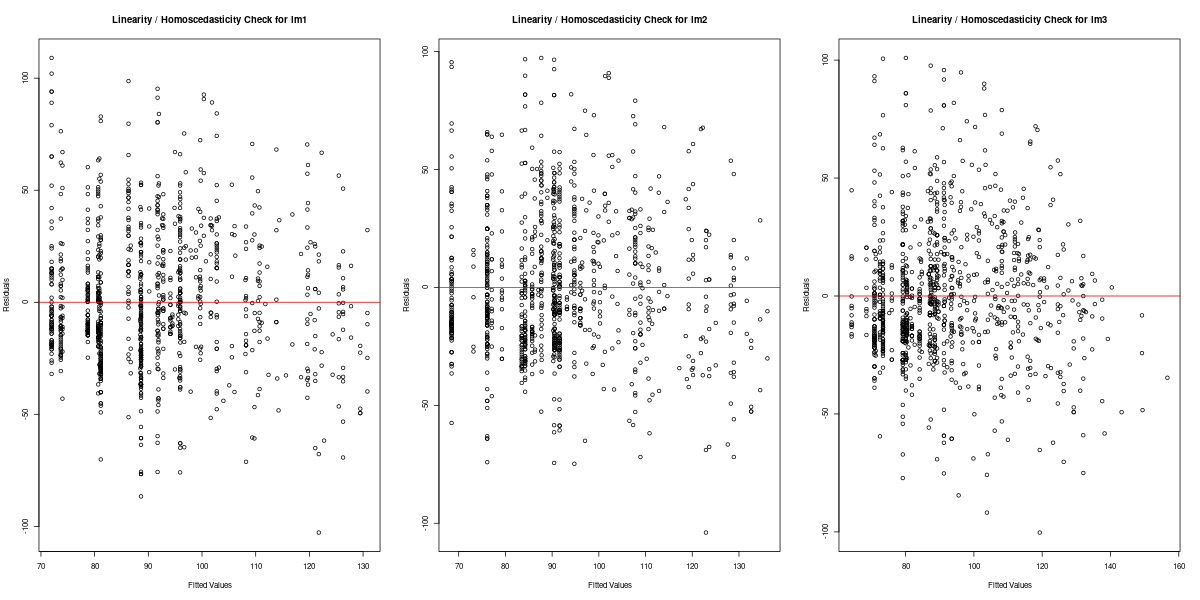 Linearity / Homoscedasticity Check for lm1
Residuals
100
50
0
-50
-100
70 80 90 100 110 120 130
Fitted Values
Linearity / Homoscedasticity Check for lm2
Residuals
100
50
0
-50
-100
70 80 90 100 110 120 130
Fitted Values
Linearity / Homoscedasticity Check for lm3
Residuals
100
50
0
-50
-100
80 100 120 140 160
Fitted Values